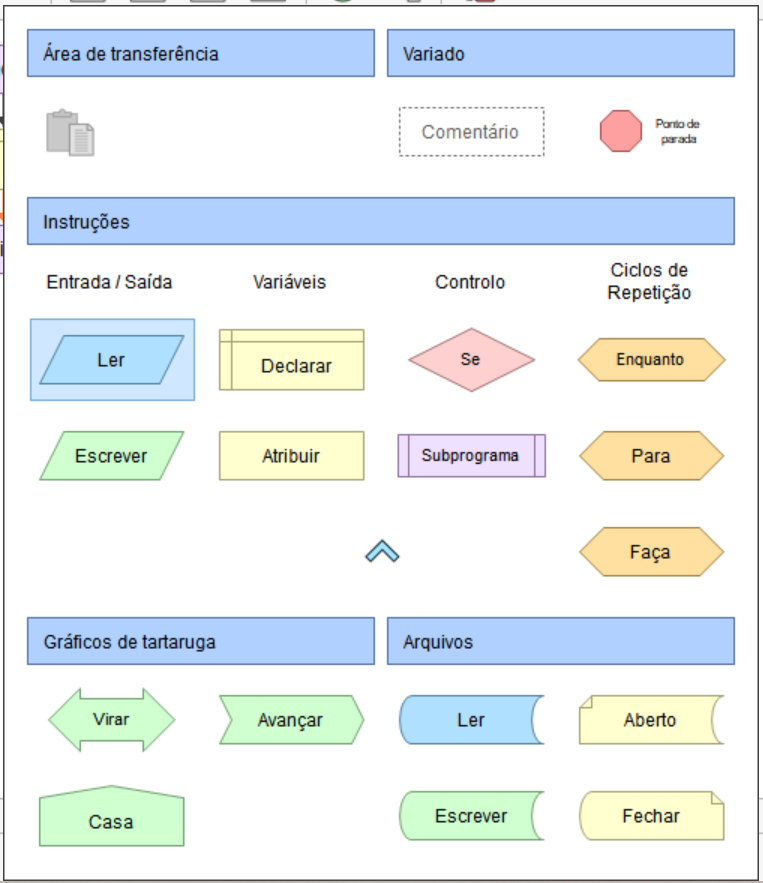 Área de transferência
Variado
Comentário
Ponto de
parada
Instruções
Entrada / Saída
Variáveis
Controlo
Ciclos de
Repetição
Ler
Declarar
Se
Enquanto
Escrever
Atribuir
Subprograma
Para
Faça
Gráficos de tartaruga
Arquivos
Virar
Avançar
Ler
Aberto
Casa
Escrever
Fechar